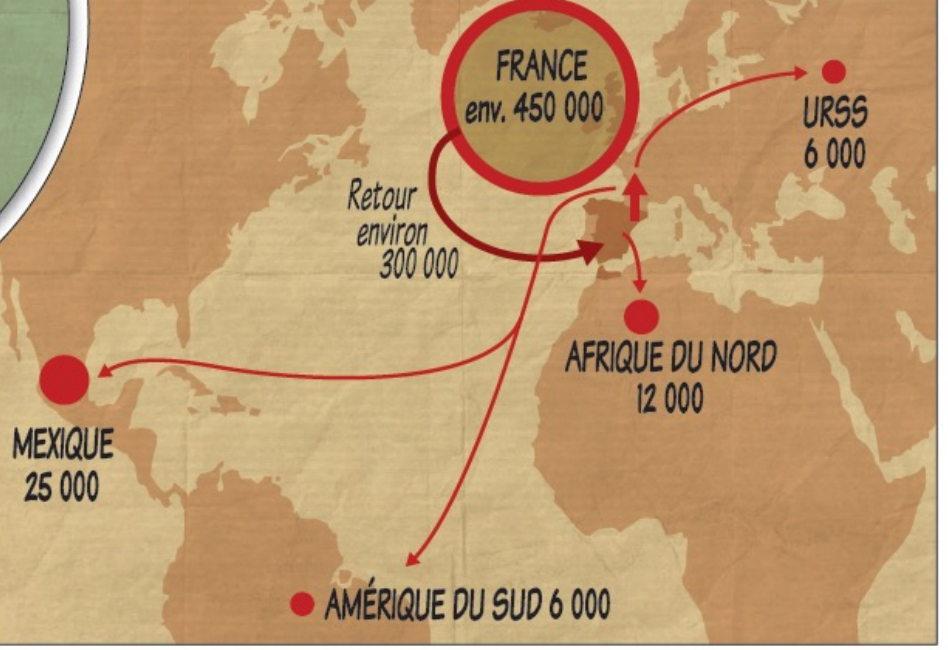 FRANCE
env. 450 000
URSS
6 000
Retour
environ
300 000
AFRIQUE DU NORD
12 000
MEXIQUE
25 000
AMÉRIQUE DU SUD 6 000